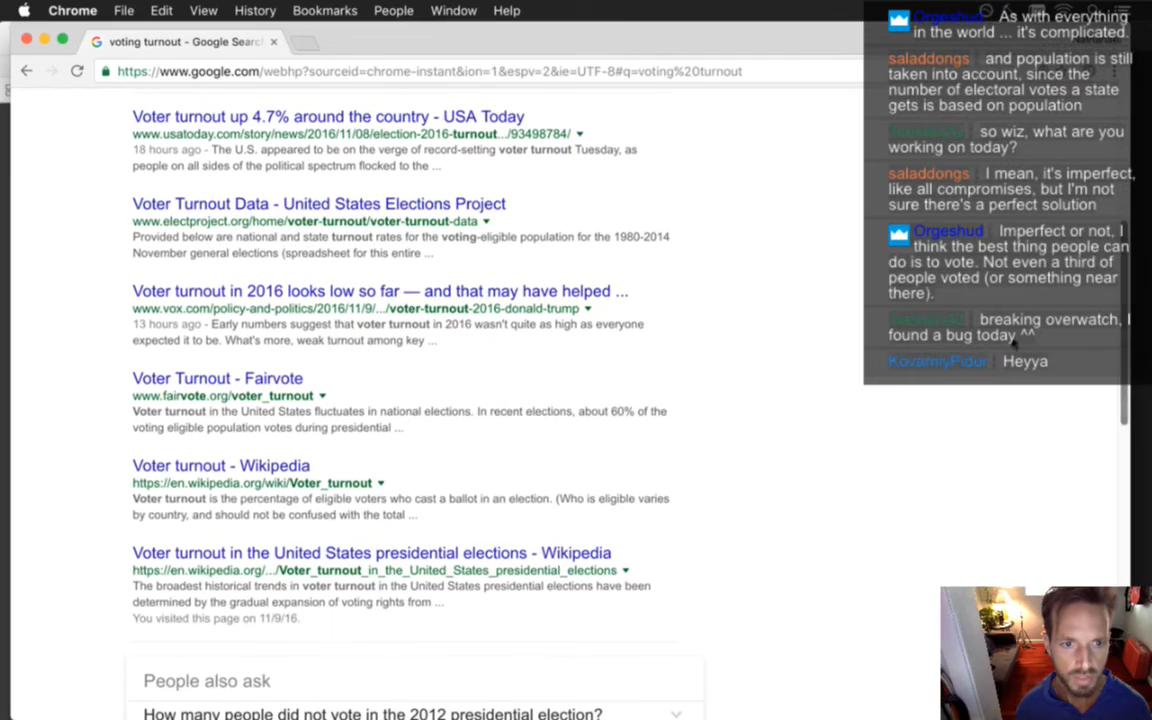 Chrome File Edit View History Bookmarks People Window Help
voting turnout - Google Search
https://www.google.com/webhp?sourceid=chrome-instant&ion=1&espv=2&ie=UTF-8#q=voting%20turnout
Voter turnout up 4.7% around the country - USA Today
www.usatoday.com/story/news/2016/11/08/election-2016-turnout.../93498784/
18 hours ago - The U.S. appeared to be on the verge of record-setting voter turnout Tuesday, as
people on all sides of the political spectrum flocked to the ...
Voter Turnout Data - United States Elections Project
www.electproject.org/home/voter-turnout/voter-turnout-data
Provided below are national and state turnout rates for the voting-eligible population for the 1980-2014
November general elections (spreadsheet for this entire ...
Voter turnout in 2016 looks low so far — and that may have helped ...
www.vox.com/policy-and-politics/2016/11/9/.../voter-turnout-2016-donald-trump
13 hours ago - Early numbers suggest that voter turnout in 2016 wasn't quite as high as everyone
expected it to be. What's more, weak turnout among key ...
Voter Turnout - Fairvote
www.fairvote.org/voter_turnout
Voter turnout in the United States fluctuates in national elections. In recent elections, about 60% of the
voting eligible population votes during presidential ...
Voter turnout - Wikipedia
https://en.wikipedia.org/wiki/Voter_turnout
Voter turnout is the percentage of eligible voters who cast a ballot in an election. (Who is eligible varies
by country, and should not be confused with the total ...
Voter turnout in the United States presidential elections - Wikipedia
https://en.wikipedia.org/.../Voter_turnout_in_the_United_States_presidential_elections
The broadest historical trends in voter turnout in the United States presidential elections have been
determined by the gradual expansion of voting rights from ...
You visited this page on 11/9/16.
People also ask
How many people did not vote in the 2012 presidential election?
Orgeshud As with everything
in the world ... it's complicated.
saladdongs and population is still
taken into account, since the
number of electoral votes a state
gets is based on population
so wiz, what are you
working on today?
saladdongs I mean, it's imperfect,
like all compromises, but I'm not
sure there's a perfect solution
Orgeshud Imperfect or not, I
think the best thing people can
do is to vote. Not even a third of
people voted (or something near
there).
breaking overwatch, I
found a bug today ^^
KovarniyPidor Heyya